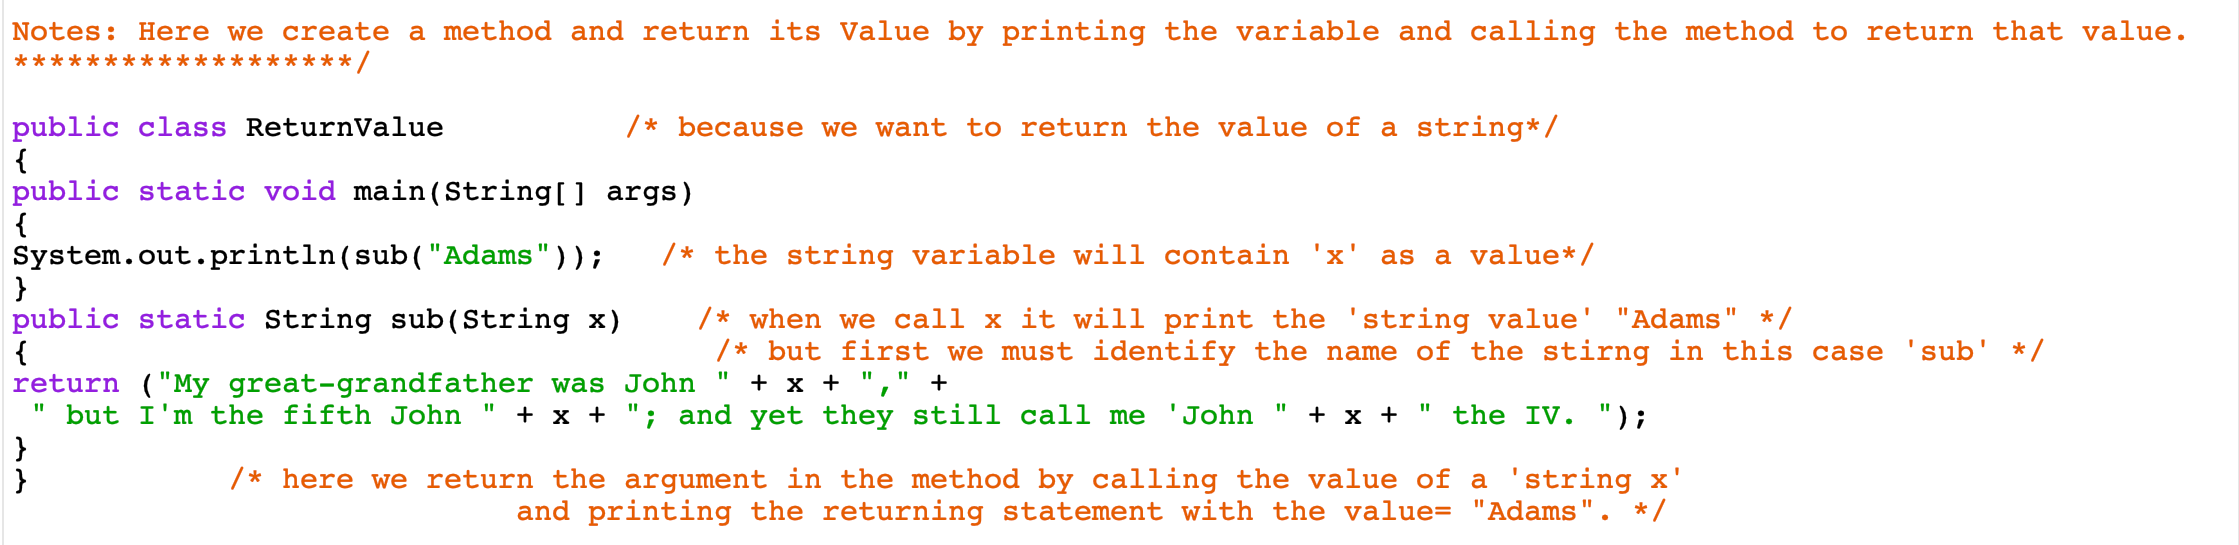 Notes: Here we create a method and return its Value by printing the variable and calling the method to return that value.
*******************/
public class ReturnValue          /* because we want to return the value of a string*/
{
public static void main(String[] args)
{
System.out.println(sub("Adams"));   /* the string variable will contain 'x' as a value*/
}
public static String sub(String x)    /* when we call x it will print the 'string value' "Adams" */
{                                      /* but first we must identify the name of the stirng in this case 'sub' */
return ("My great-grandfather was John " + x + "," +
 " but I'm the fifth John " + x + "; and yet they still call me 'John " + x + " the IV. ");
}
}           /* here we return the argument in the method by calling the value of a 'string x'
                            and printing the returning statement with the value= "Adams". */